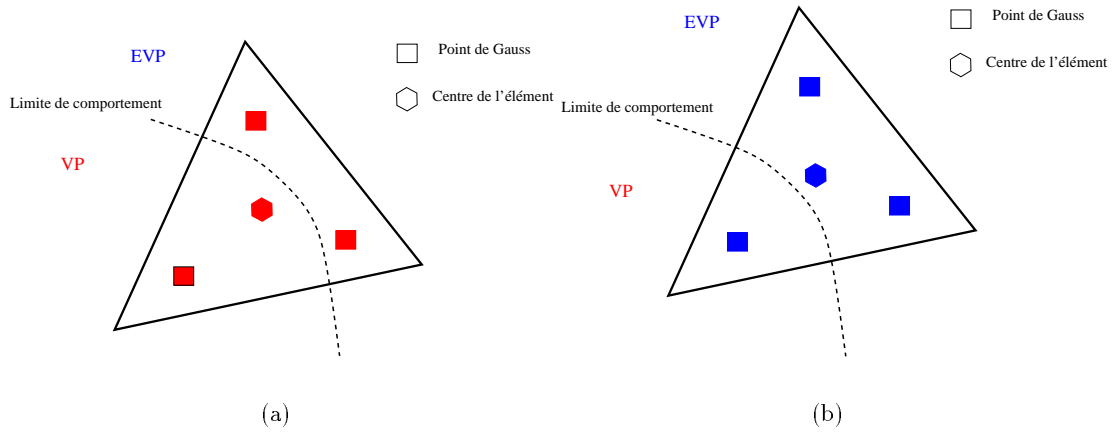 EVP
Point de Gauss
Centre de l'élément
Limite de comportement
VP
(a)
EVP
Point de Gauss
Centre de l'élément
Limite de comportement
VP
(b)